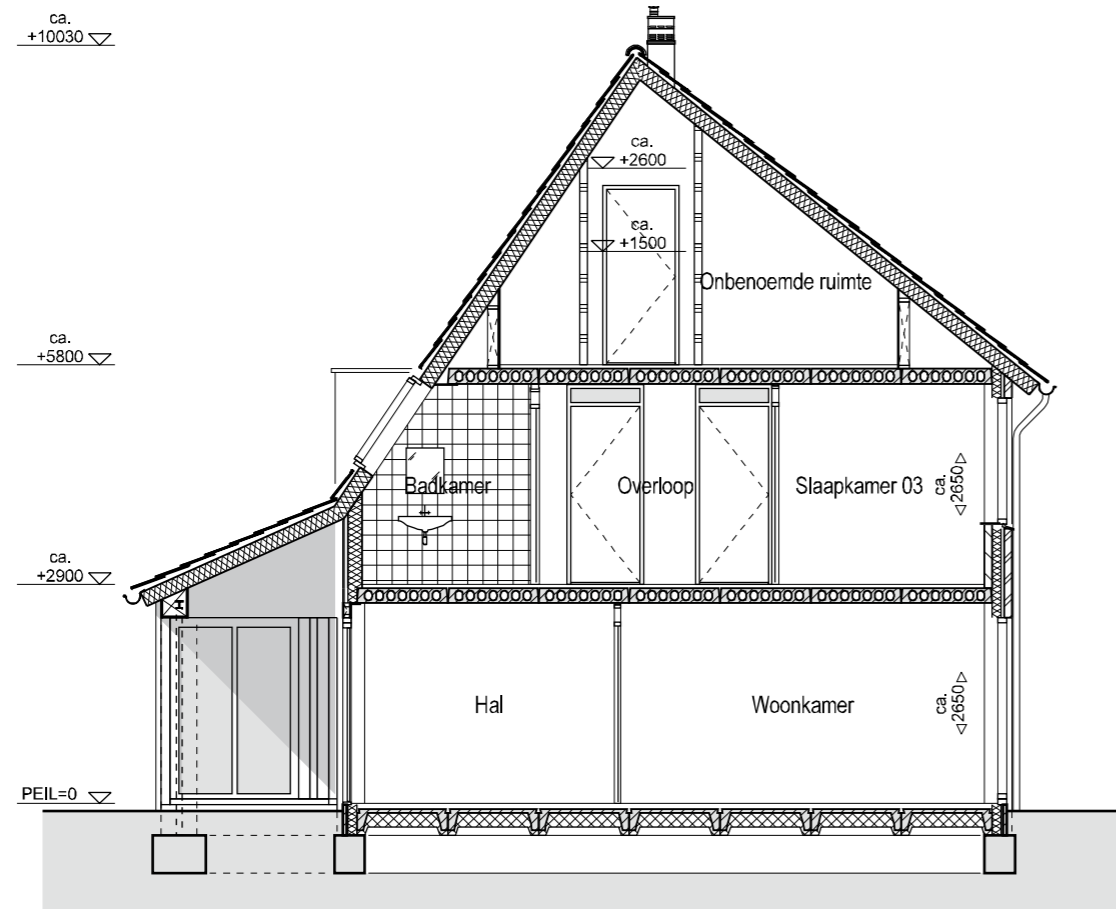 ca.
+10030
ca.
+2600
ca.
+1500
Onbenoemde ruimte
ca.
+5800
Badkamer
Overloop
Slaapkamer 03
ca.
2650
ca.
+2900
Hal
Woonkamer
ca.
2650
PEIL=0